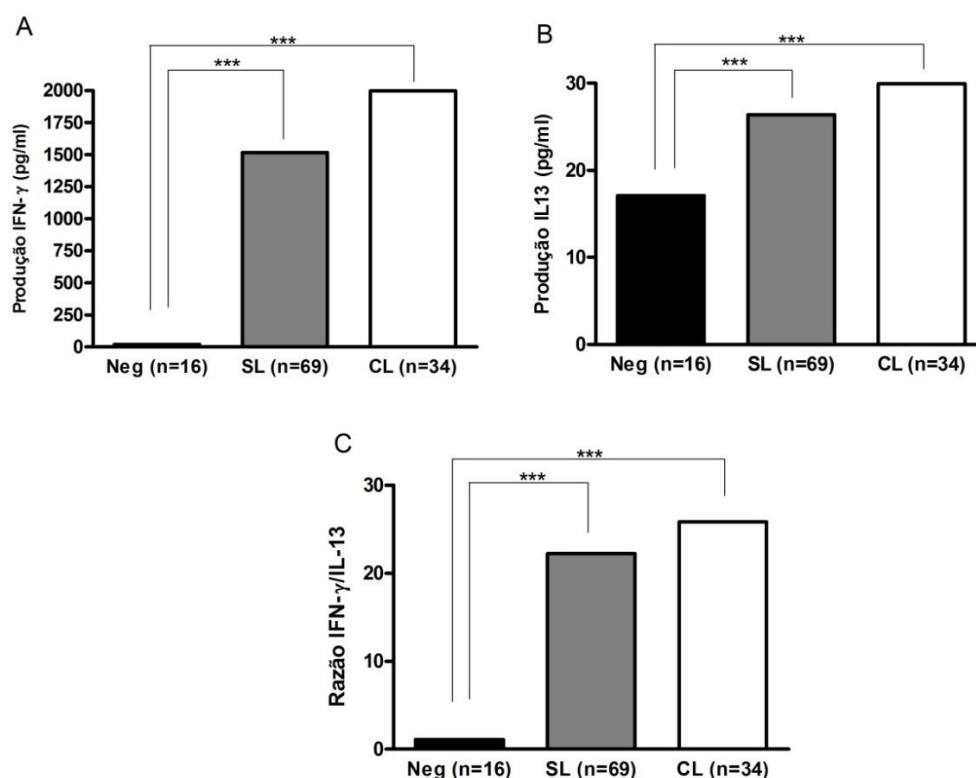 A
***
***
Produção IFN-γ (pg/ml)
2000
1750
1500
1250
1000
750
500
250
0
Neg (n=16) SL (n=69) CL (n=34)
B
***
***
Produção IL13 (pg/ml)
30
20
10
0
Neg (n=16) SL (n=69) CL (n=34)
C
***
***
Razão IFN-γ/IL-13
30
20
10
0
Neg (n=16) SL (n=69) CL (n=34)